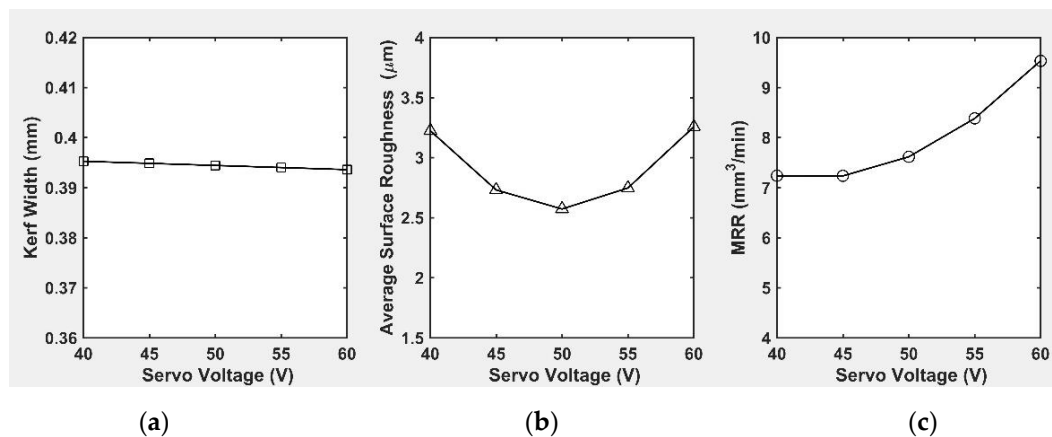 0.42
0.41
0.4
0.39
0.38
0.37
0.36
Kerf Width (mm)
40 45 50 55 60
Servo Voltage (V)
(a)
4
3.5
3
2.5
2
1.5
Average Surface Roughness (μm)
40 45 50 55 60
Servo Voltage (V)
(b)
10
9
8
7
6
5
4
MRR (mm³/min)
40 45 50 55 60
Servo Voltage (V)
(c)